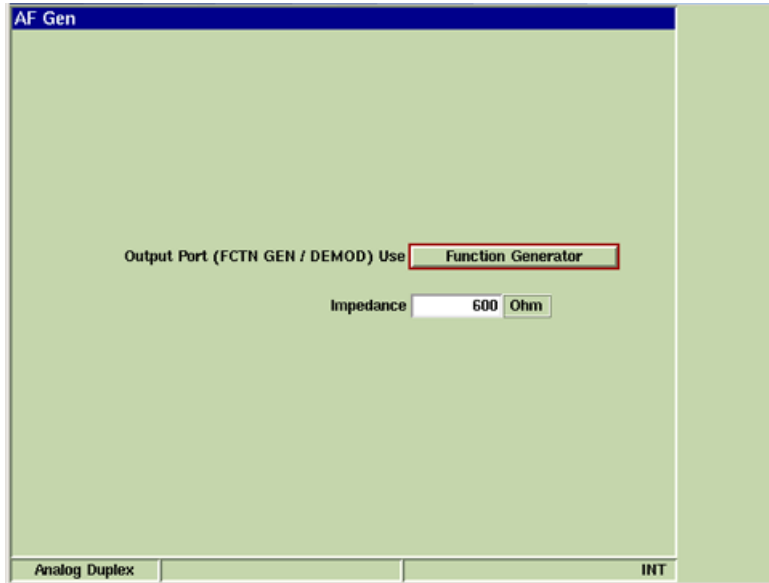 AF Gen
Output Port (FCTN GEN / DEMOD) Use Function Generator
Impedance 600 Ohm
Analog Duplex INT